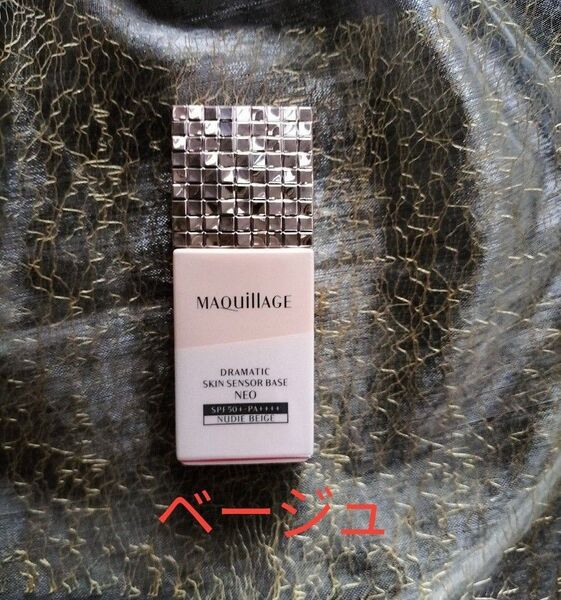 MAQuillAGE
DRAMATIC
SKIN SENSOR BASE
NEO
SPF50+・PA++++
NUDIE BEIGE
ベージュ